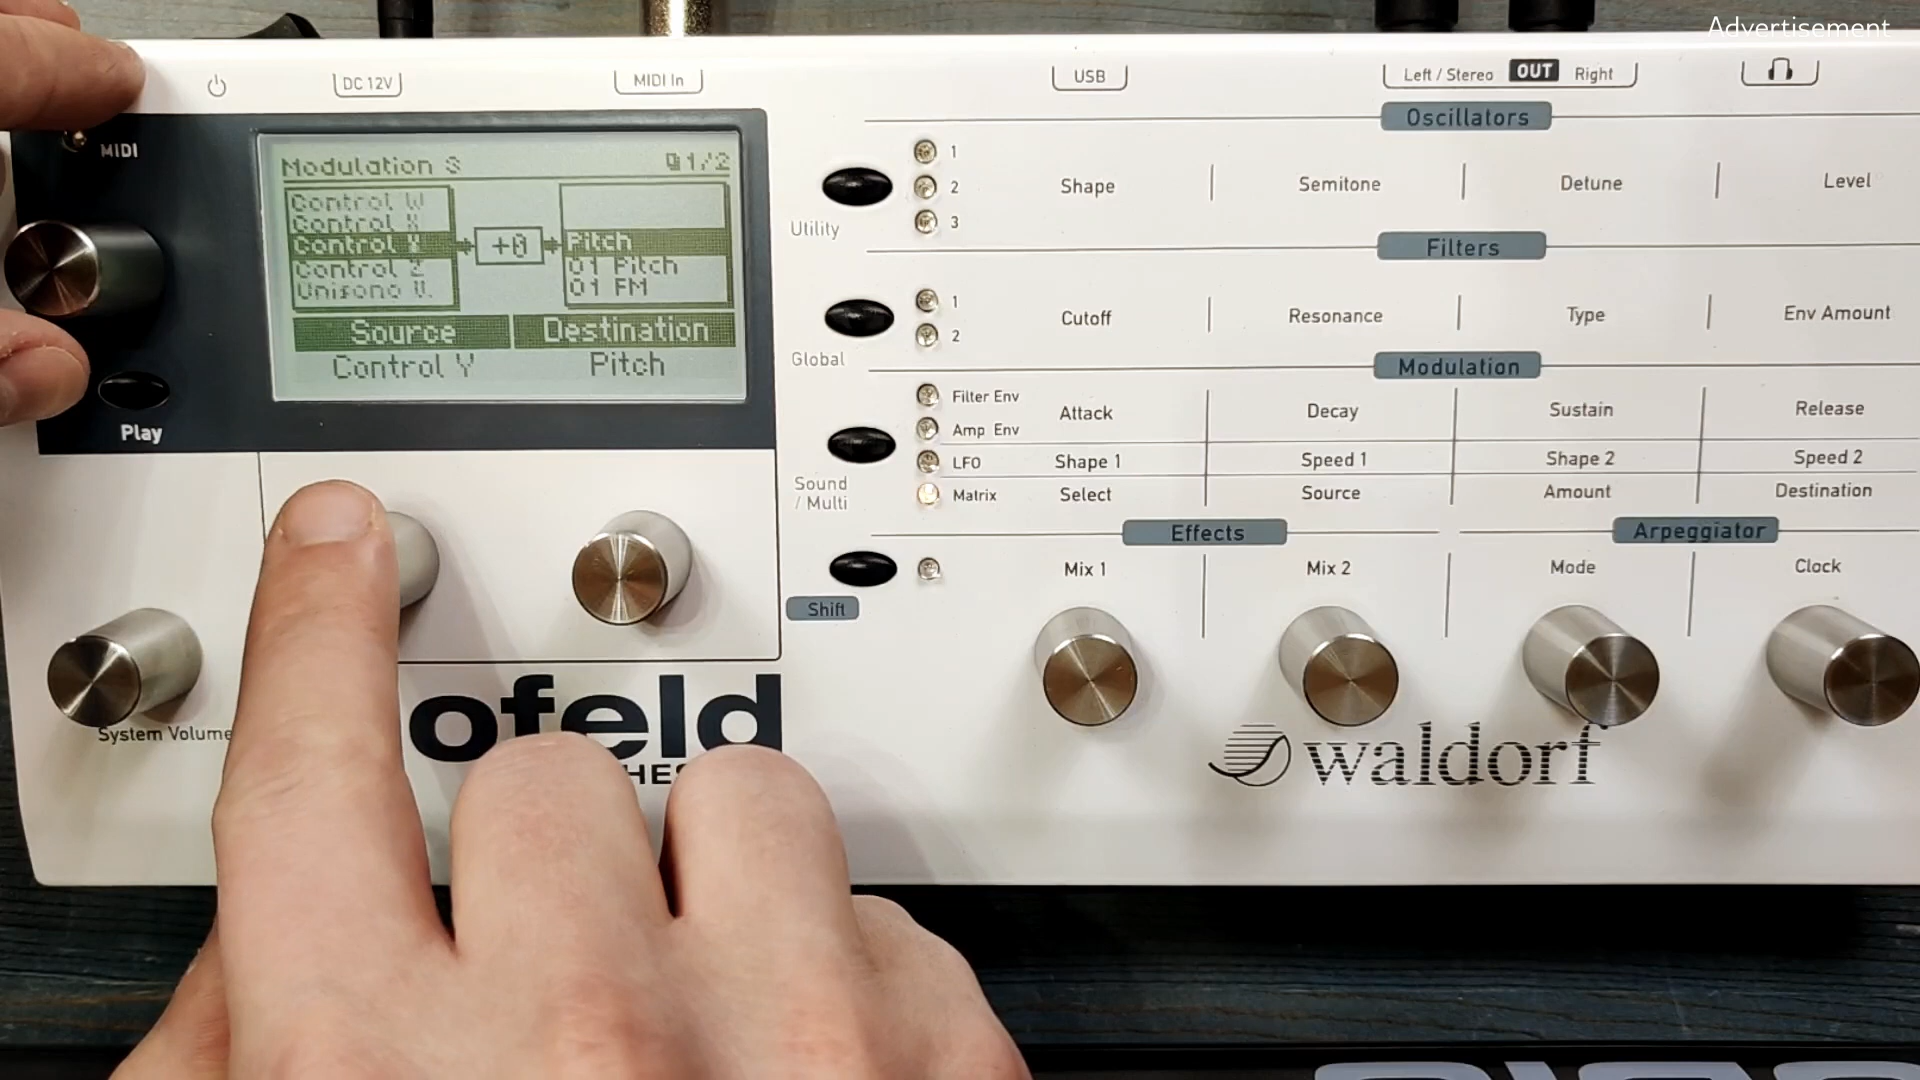 Advertisement
DC 12V
MIDI In
USB
Left / Stereo OUT Right
MIDI
Play
System Volume
Modulation S 1/2
Control W
Control X
Control Y
Control Z
Unisono V.
+0
Pitch
O1 Pitch
O1 FM
Source Destination
Control Y Pitch
Oscillators
1
2
3
Shape Semitone Detune Level
Utility
Filters
1
2
Cutoff Resonance Type Env Amount
Global
Modulation
Filter Env Attack Decay Sustain Release
Amp Env
LFO Shape 1 Speed 1 Shape 2 Speed 2
Matrix Select Source Amount Destination
Sound
/ Multi
Effects Arpeggiator
Mix 1 Mix 2 Mode Clock
Shift
ofeld
HES
waldorf